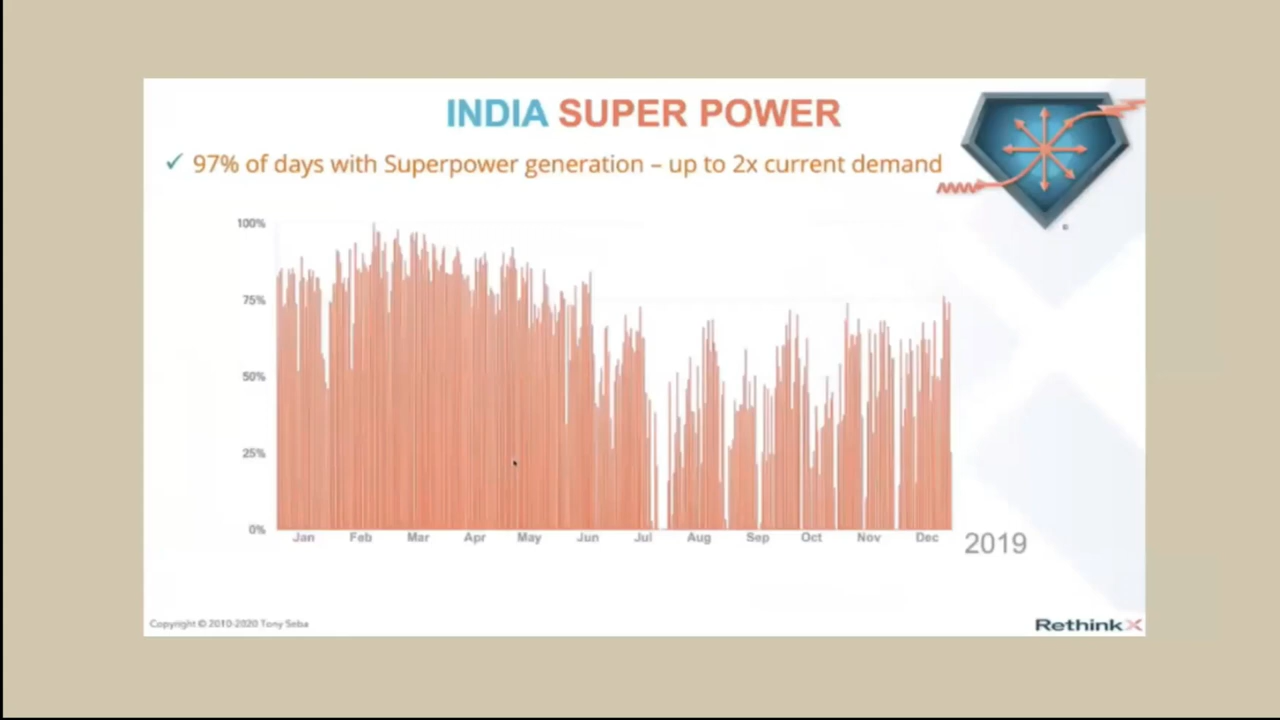 INDIA SUPER POWER
✓ 97% of days with Superpower generation – up to 2x current demand
100%
75%
50%
25%
0%
Jan Feb Mar Apr May Jun Jul Aug Sep Oct Nov Dec
2019
Copyright © 2010-2020 Tony Seba
RethinkX